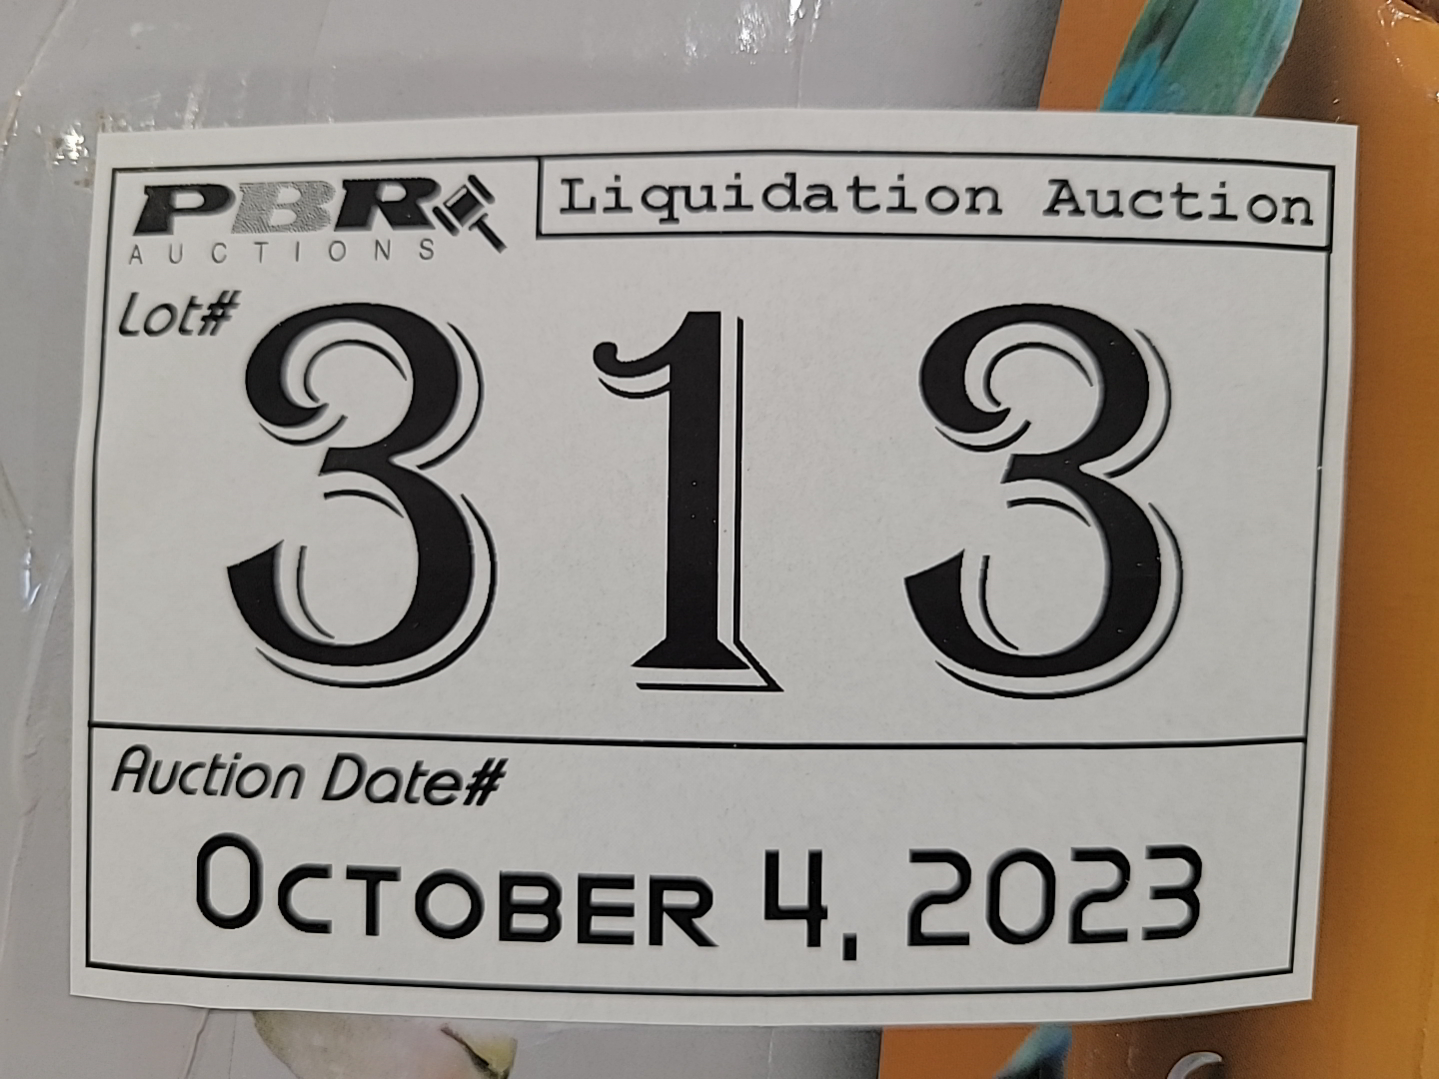 PBR
AUCTIONS
Liquidation Auction
Lot#
313
Auction Date#
October 4, 2023